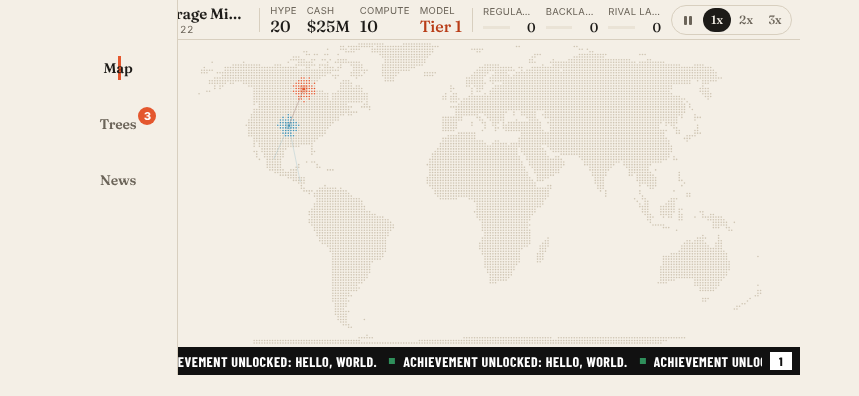 rage Mi...
22
HYPE
20
CASH
$25M
COMPUTE
10
MODEL
Tier 1
REGULA...
0
BACKLA...
0
RIVAL LA...
0
1x
2x
3x
Map
Trees
3
News
EVEMENT UNLOCKED: HELLO, WORLD. ACHIEVEMENT UNLOCKED: HELLO, WORLD. ACHIEVEMENT UNLO
1